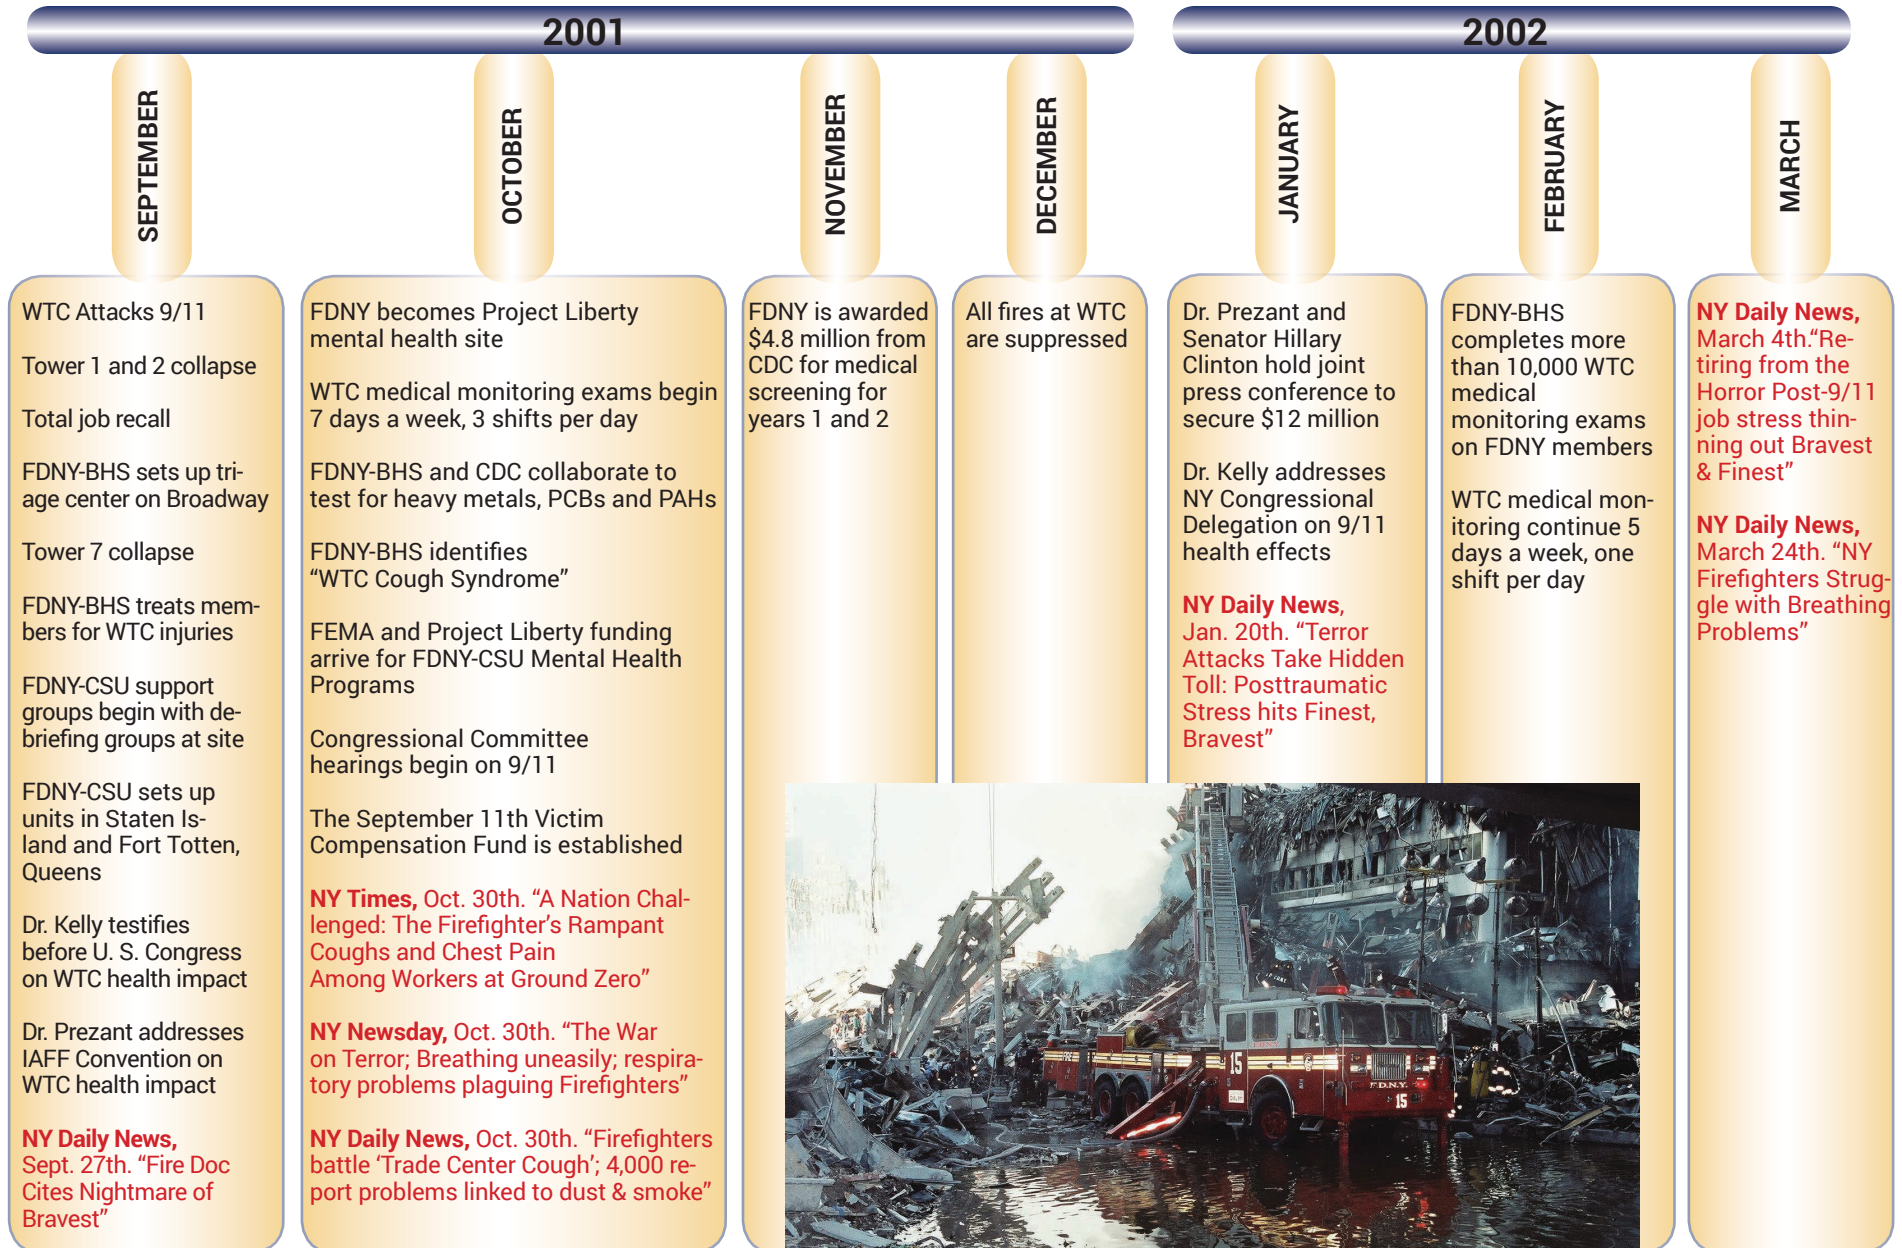 2001
2002
SEPTEMBER
WTC Attacks 9/11
Tower 1 and 2 collapse
Total job recall
FDNY-BHS sets up tri-
age center on Broadway
Tower 7 collapse
FDNY-BHS treats mem-
bers for WTC injuries
FDNY-CSU support
groups begin with de-
briefing groups at site
FDNY-CSU sets up
units in Staten Is-
land and Fort Totten,
Queens
Dr. Kelly testifies
before U. S. Congress
on WTC health impact
Dr. Prezant addresses
IAFF Convention on
WTC health impact
NY Daily News,
Sept. 27th. “Fire Doc
Cites Nightmare of
Bravest”
OCTOBER
FDNY becomes Project Liberty
mental health site
WTC medical monitoring exams begin
7 days a week, 3 shifts per day
FDNY-BHS and CDC collaborate to
test for heavy metals, PCBs and PAHs
FDNY-BHS identifies
“WTC Cough Syndrome”
FEMA and Project Liberty funding
arrive for FDNY-CSU Mental Health
Programs
Congressional Committee
hearings begin on 9/11
The September 11th Victim
Compensation Fund is established
NY Times, Oct. 30th. “A Nation Chal-
lenged: The Firefighter’s Rampant
Coughs and Chest Pain
Among Workers at Ground Zero”
NY Newsday, Oct. 30th. “The War
on Terror; Breathing uneasily; respira-
tory problems plaguing Firefighters”
NY Daily News, Oct. 30th. “Firefighters
battle ‘Trade Center Cough’; 4,000 re-
port problems linked to dust & smoke”
NOVEMBER
FDNY is awarded
$4.8 million from
CDC for medical
screening for
years 1 and 2
DECEMBER
All fires at WTC
are suppressed
JANUARY
Dr. Prezant and
Senator Hillary
Clinton hold joint
press conference to
secure $12 million
Dr. Kelly addresses
NY Congressional
Delegation on 9/11
health effects
NY Daily News,
Jan. 20th. “Terror
Attacks Take Hidden
Toll: Posttraumatic
Stress hits Finest,
Bravest”
FEBRUARY
FDNY-BHS
completes more
than 10,000 WTC
medical
monitoring exams
on FDNY members
WTC medical mon-
itoring continue 5
days a week, one
shift per day
MARCH
NY Daily News,
March 4th.“Re-
tiring from the
Horror Post-9/11
job stress thin-
ning out Bravest
& Finest”
NY Daily News,
March 24th. “NY
Firefighters Strug-
gle with Breathing
Problems”
FDNY
15
F.D.N.Y.
15